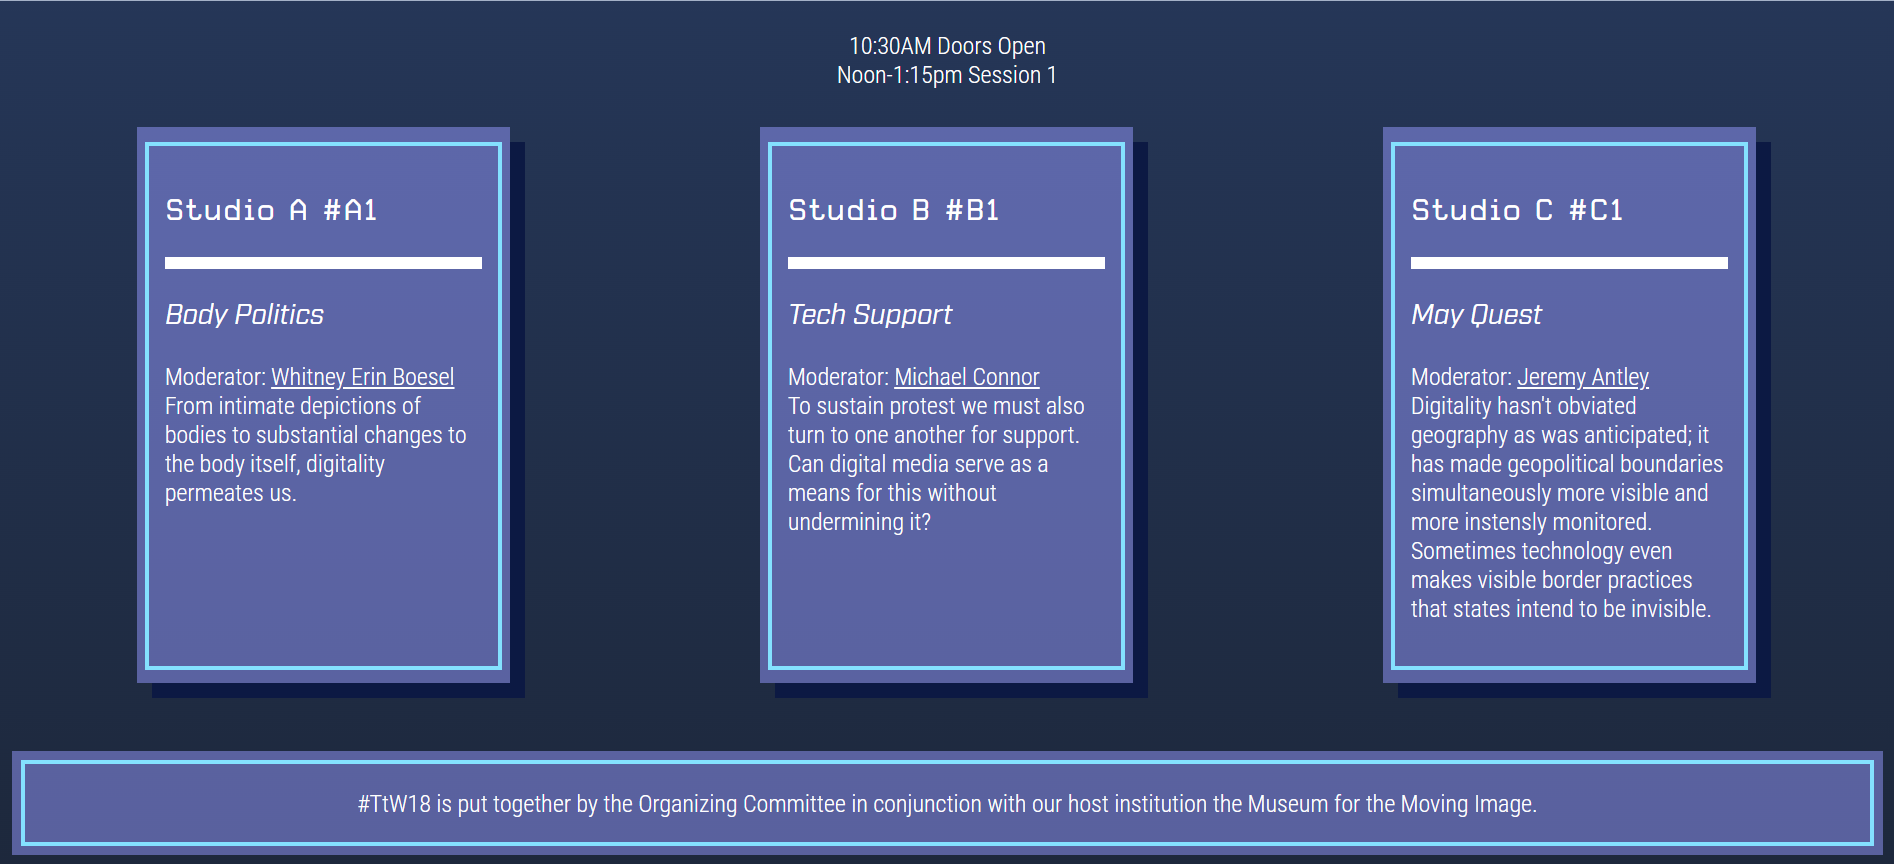 10:30AM Doors Open
Noon-1:15pm Session 1
Studio A #A1
Body Politics
Moderator: Whitney Erin Boesel
From intimate depictions of
bodies to substantial changes to
the body itself, digitality
permeates us.
Studio B #B1
Tech Support
Moderator: Michael Connor
To sustain protest we must also
turn to one another for support.
Can digital media serve as a
means for this without
undermining it?
Studio C #C1
May Quest
Moderator: Jeremy Antley
Digitality hasn't obviated
geography as was anticipated; it
has made geopolitical boundaries
simultaneously more visible and
more instensly monitored.
Sometimes technology even
makes visible border practices
that states intend to be invisible.
#TtW18 is put together by the Organizing Committee in conjunction with our host institution the Museum for the Moving Image.